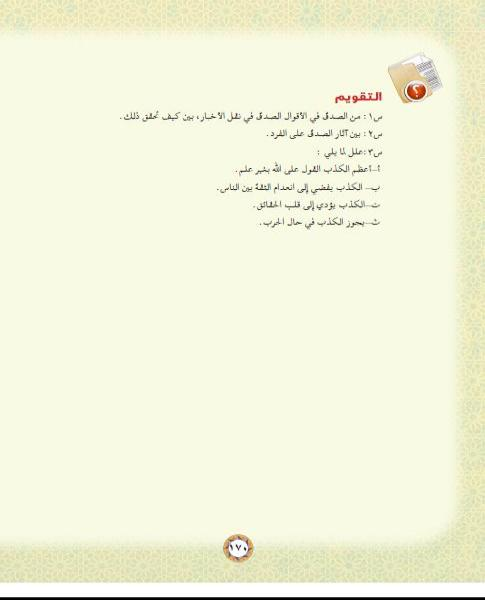 ؟
التقويم
س١: من الصدق في الأقوال الصدق في نقل الأخبار، بين كيف تحقق ذلك.
س٢: بين آثار الصدق على الفرد.
س٣: علل لما يلي :
أ-أعظم الكذب القول على الله بغير علم.
ب- الكذب يفضي إلى انعدام الثقة بين الناس.
ت-الكذب يؤدي إلى قلب الحقائق.
ث-يجوز الكذب في حال الحرب.
١٧٠